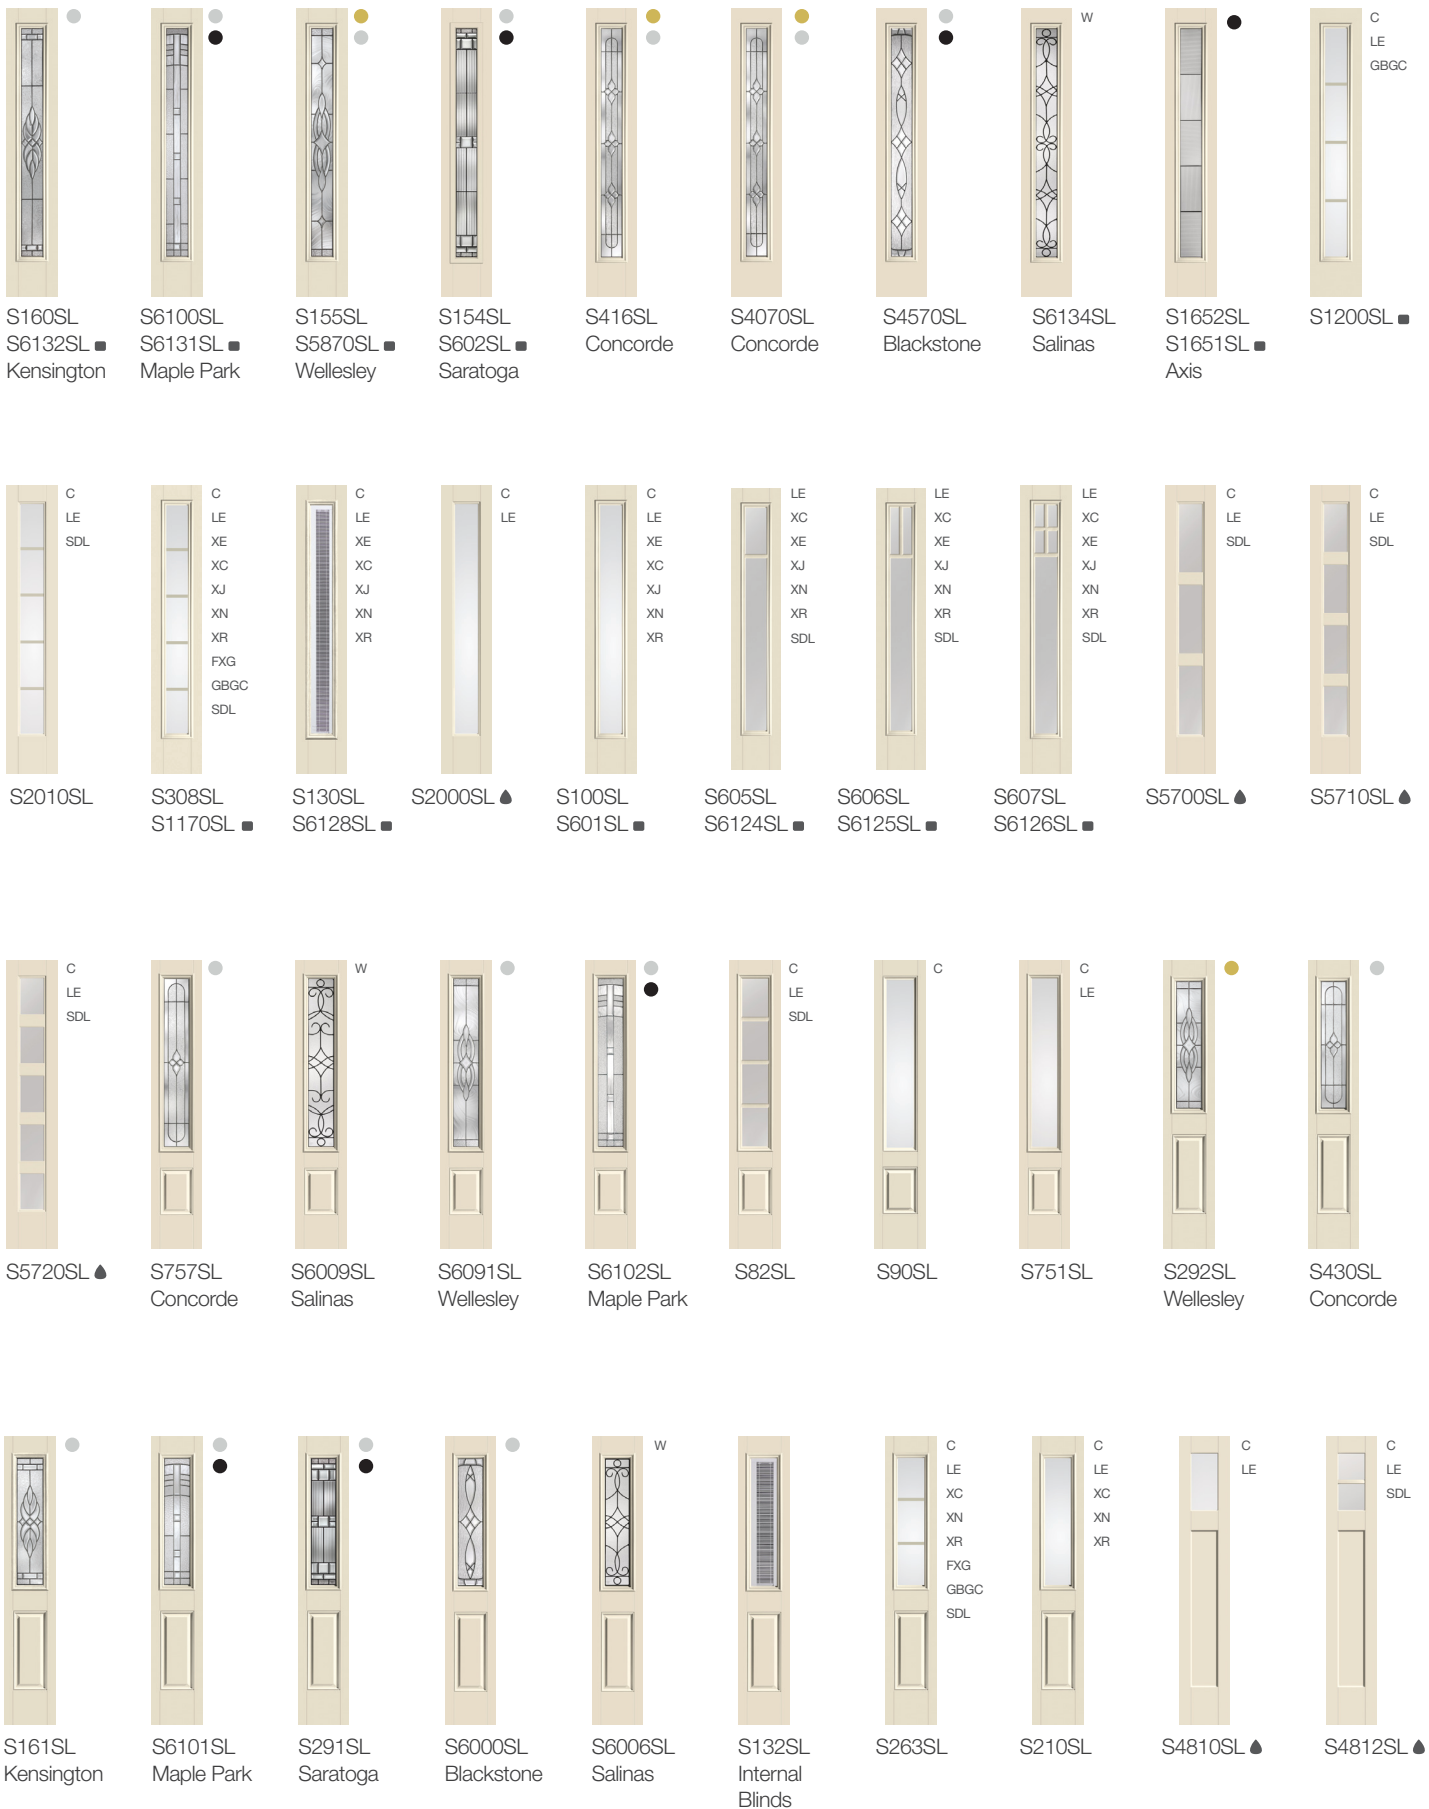 W
C
LE
GBGC
S160SL
S6132SL
Kensington
S6100SL
S6131SL
Maple Park
S155SL
S5870SL
Wellesley
S154SL
S602SL
Saratoga
S416SL
Concorde
S4070SL
Concorde
S4570SL
Blackstone
S6134SL
Salinas
S1652SL
S1651SL
Axis
S1200SL
C
LE
SDL
C
LE
XE
XC
XJ
XN
XR
FXG
GBGC
SDL
C
LE
XE
XC
XJ
XN
XR
C
LE
C
LE
XE
XC
XJ
XN
XR
LE
XC
XE
XJ
XN
XR
SDL
LE
XC
XE
XJ
XN
XR
SDL
LE
XC
XE
XJ
XN
XR
SDL
C
LE
SDL
C
LE
SDL
S2010SL
S308SL
S1170SL
S130SL
S6128SL
S2000SL
S100SL
S601SL
S605SL
S6124SL
S606SL
S6125SL
S607SL
S6126SL
S5700SL
S5710SL
C
LE
SDL
W
C
LE
SDL
C
C
LE
S5720SL
S757SL
Concorde
S6009SL
Salinas
S6091SL
Wellesley
S6102SL
Maple Park
S82SL
S90SL
S751SL
S292SL
Wellesley
S430SL
Concorde
W
C
LE
XC
XN
XR
FXG
GBGC
SDL
C
LE
XC
XN
XR
C
LE
C
LE
SDL
S161SL
Kensington
S6101SL
Maple Park
S291SL
Saratoga
S6000SL
Blackstone
S6006SL
Salinas
S132SL
Internal
Blinds
S263SL
S210SL
S4810SL
S4812SL